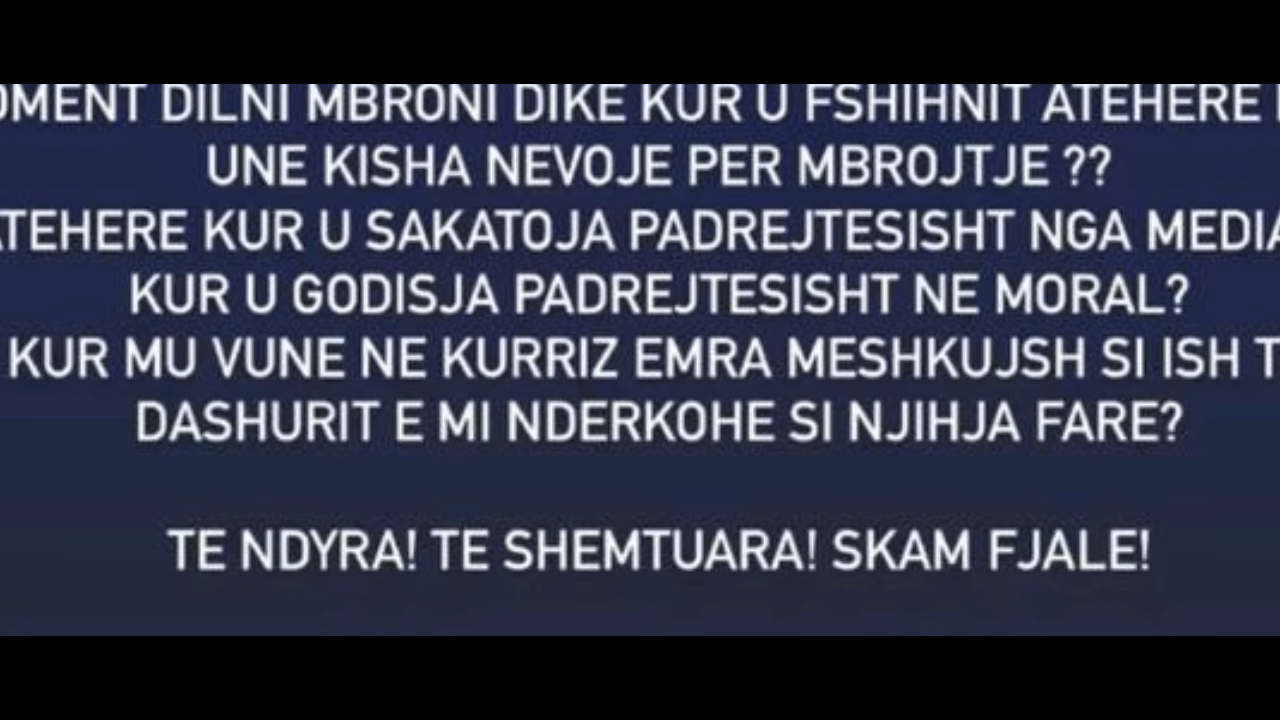 DILNI MBRONI DIKE KUR U FSHIHNIT ATEHERE
UNE KISHA NEVOJE PER MBROJTJE ??
ATEHERE KUR U SAKATOJA PADREJTESISHT NGA MEDIA
KUR U GODISJA PADREJTESISHT NE MORAL?
KUR MU VUNE NE KURRIZ EMRA MESHKUJSH SI ISH T
DASHURIT E MI NDERKOHE SI NJIHJA FARE?
TE NDYRA! TE SHEMTUARA! SKAM FJALE!